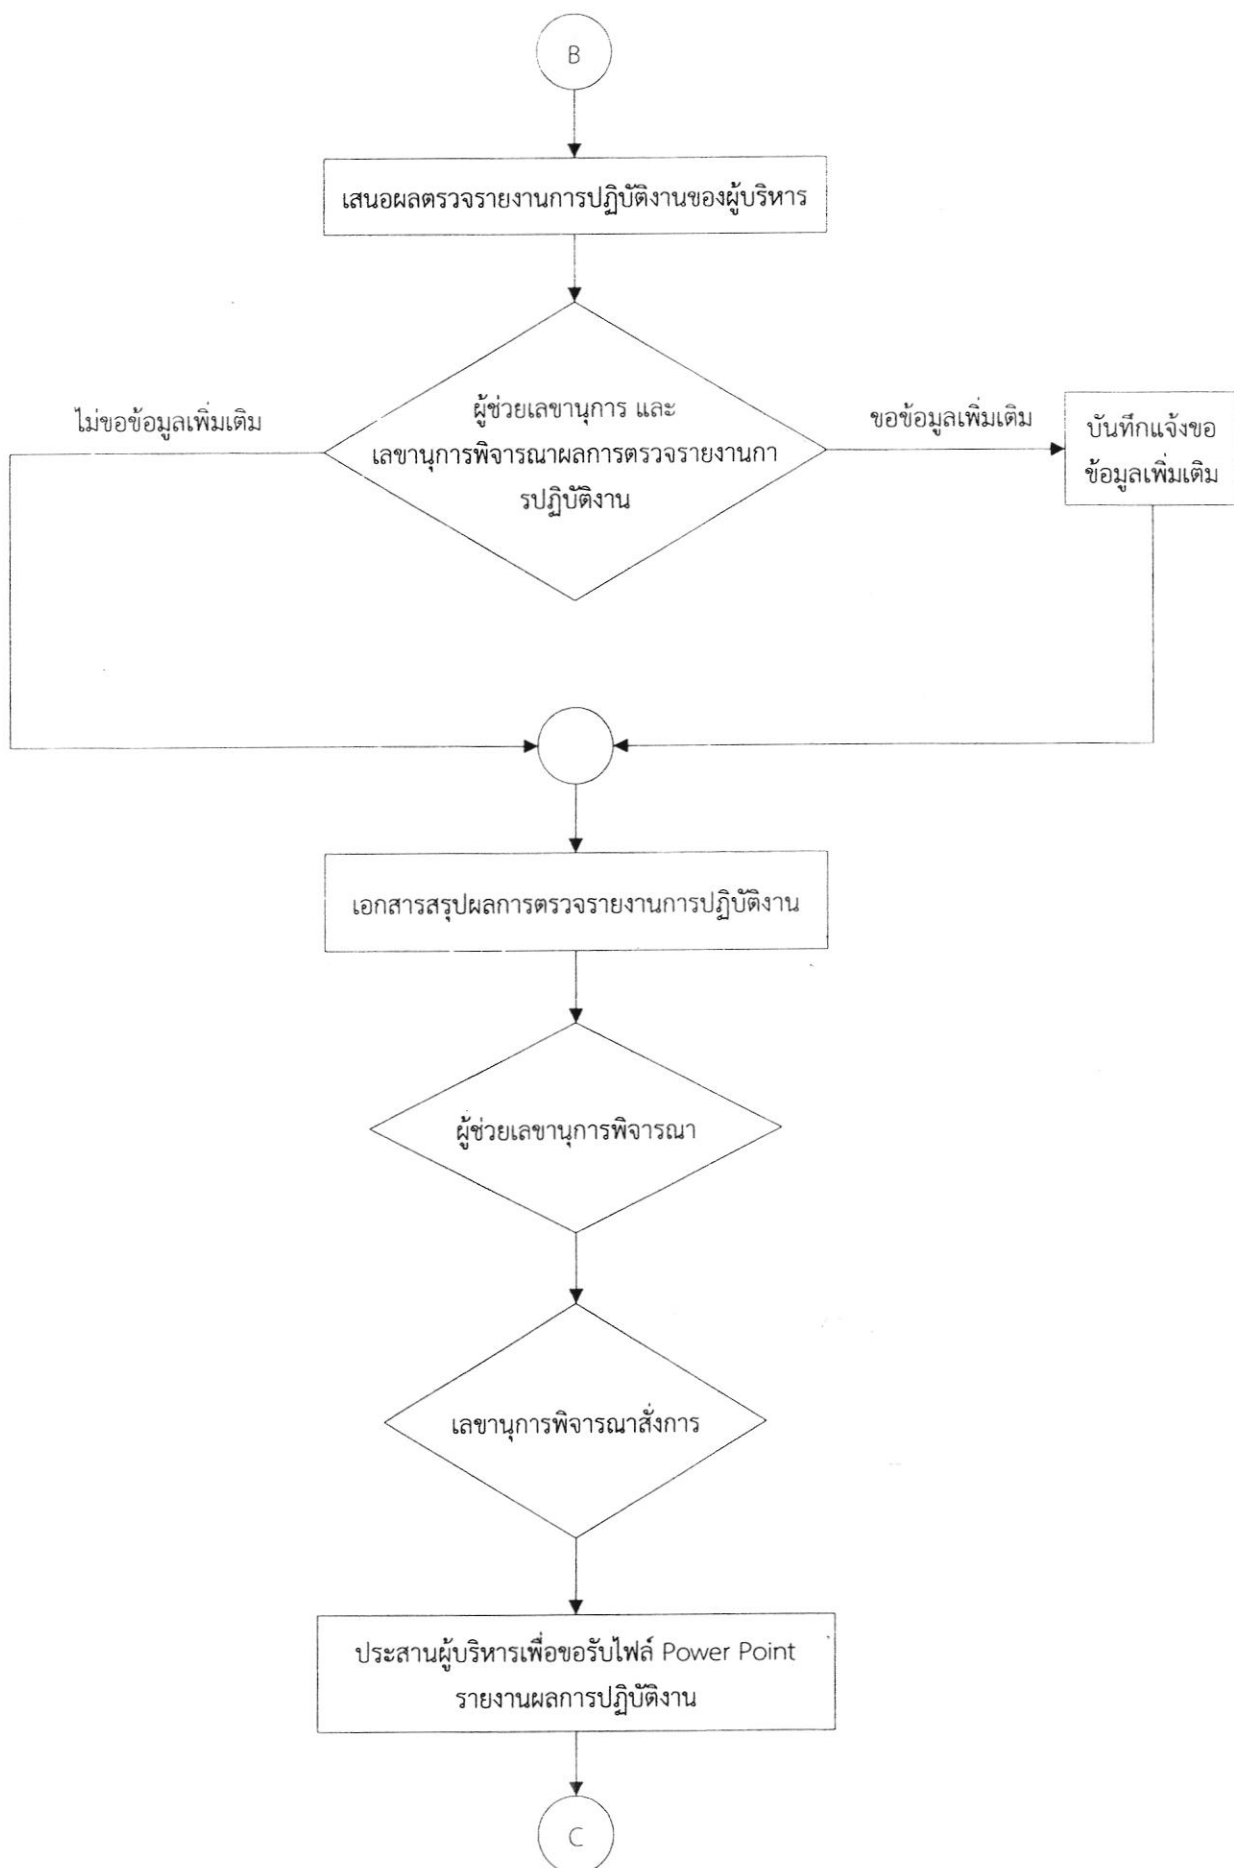 B
เสนอผลตรวจรายงานการปฏิบัติงานของผู้บริหาร
ไม่ขอข้อมูลเพิ่มเติม
ผู้ช่วยเลขานุการ และ
เลขานุการพิจารณาผลการตรวจรายงานกา
รปฏิบัติงาน
ขอข้อมูลเพิ่มเติม
บันทึกแจ้งขอ
ข้อมูลเพิ่มเติม
เอกสารสรุปผลการตรวจรายงานการปฏิบัติงาน
ผู้ช่วยเลขานุการพิจารณา
เลขานุการพิจารณาสั่งการ
ประสานผู้บริหารเพื่อขอรับไฟล์ Power Point
รายงานผลการปฏิบัติงาน
C